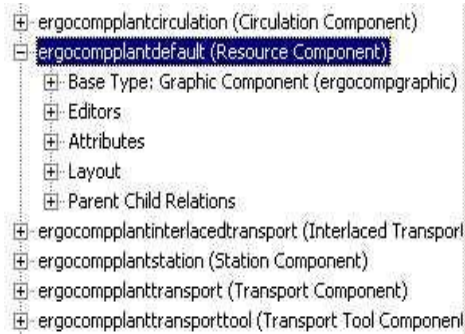 ergocompplantcirculation (Circulation Component)
ergocompplantdefault (Resource Component)
Base Type: Graphic Component (ergocompgraphic)
Editors
Attributes
Layout
Parent Child Relations
ergocompplantinterlacedtransport (Interlaced Transport
ergocompplantstation (Station Component)
ergocompplanttransport (Transport Component)
ergocompplanttransporttool (Transport Tool Component